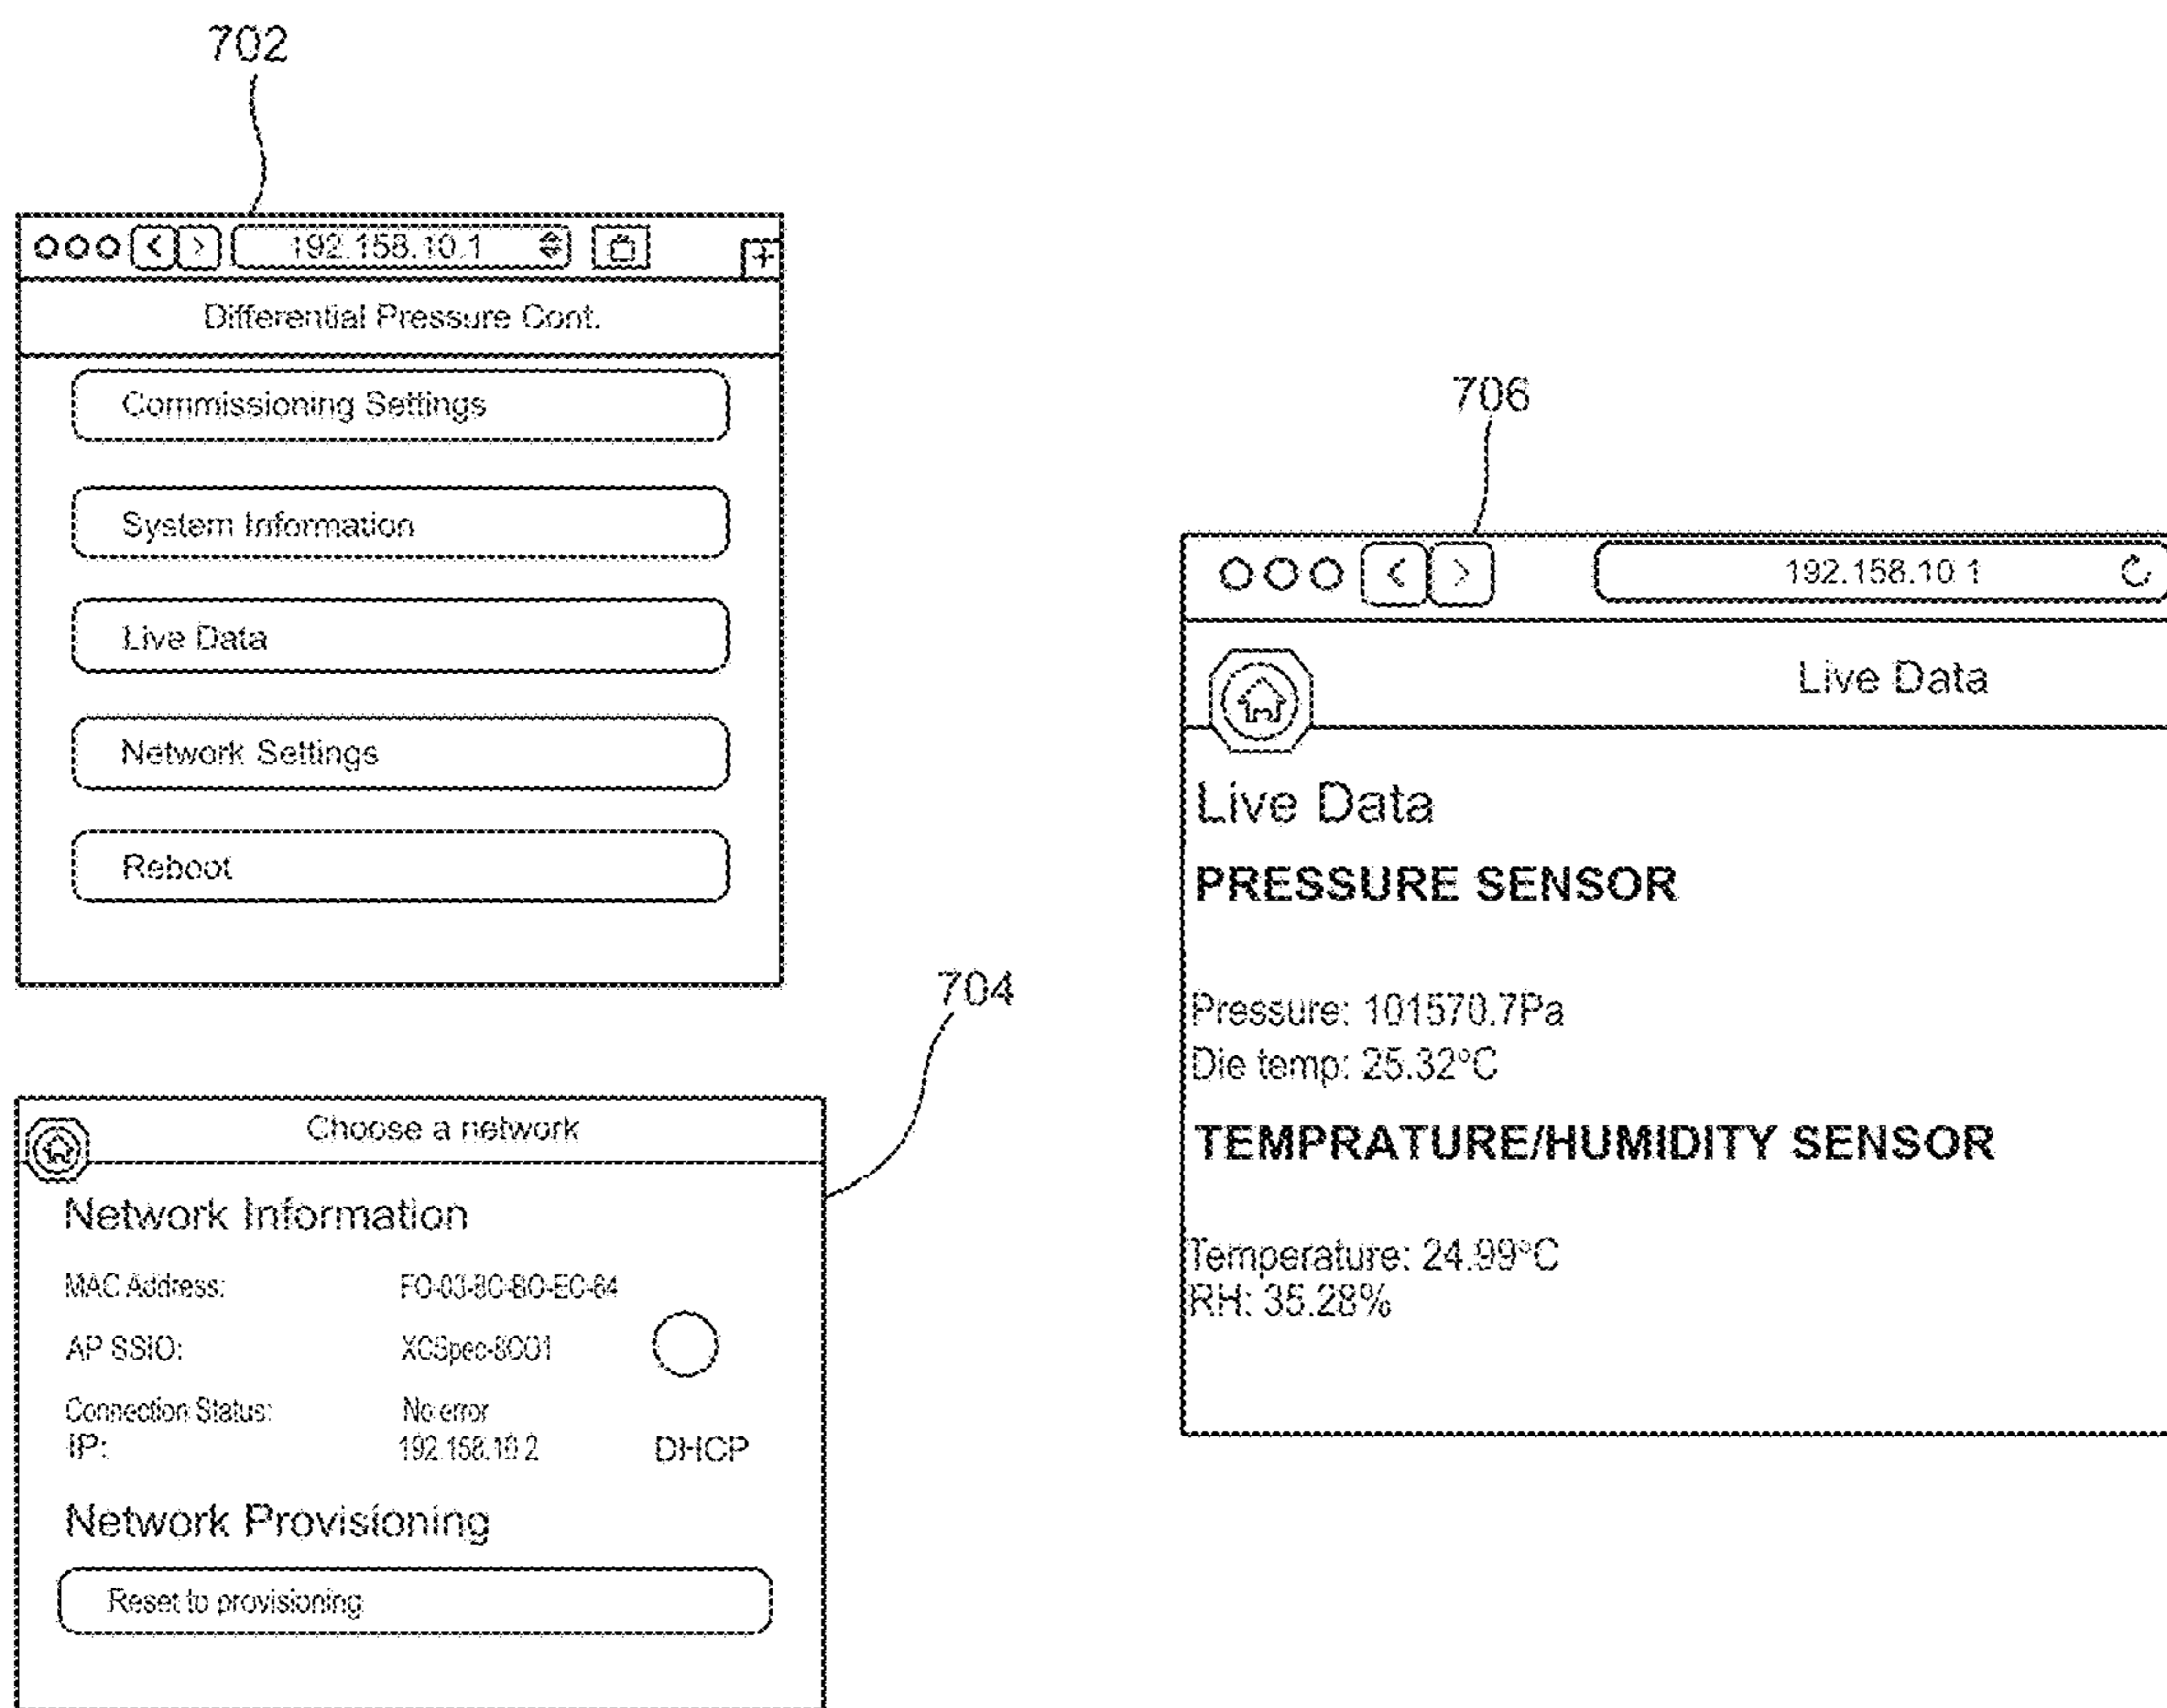 702
192.158.10.1
Differential Pressure Cont.
Commissioning Settings
System Information
Live Data
Network Settings
Reboot
704
Choose a network
Network Information
MAC Address: FO-03-8C-BO-EC-64
AP SSIO: XCSpec-8CO1
Connection Status: No error
IP: 192.158.10.2 DHCP
Network Provisioning
Reset to provisioning
706
192.158.10.1
Live Data
Live Data
PRESSURE SENSOR
Pressure: 101570.7Pa
Die temp: 25.32°C
TEMPRATURE/HUMIDITY SENSOR
Temperature: 24.99°C
RH: 35.28%